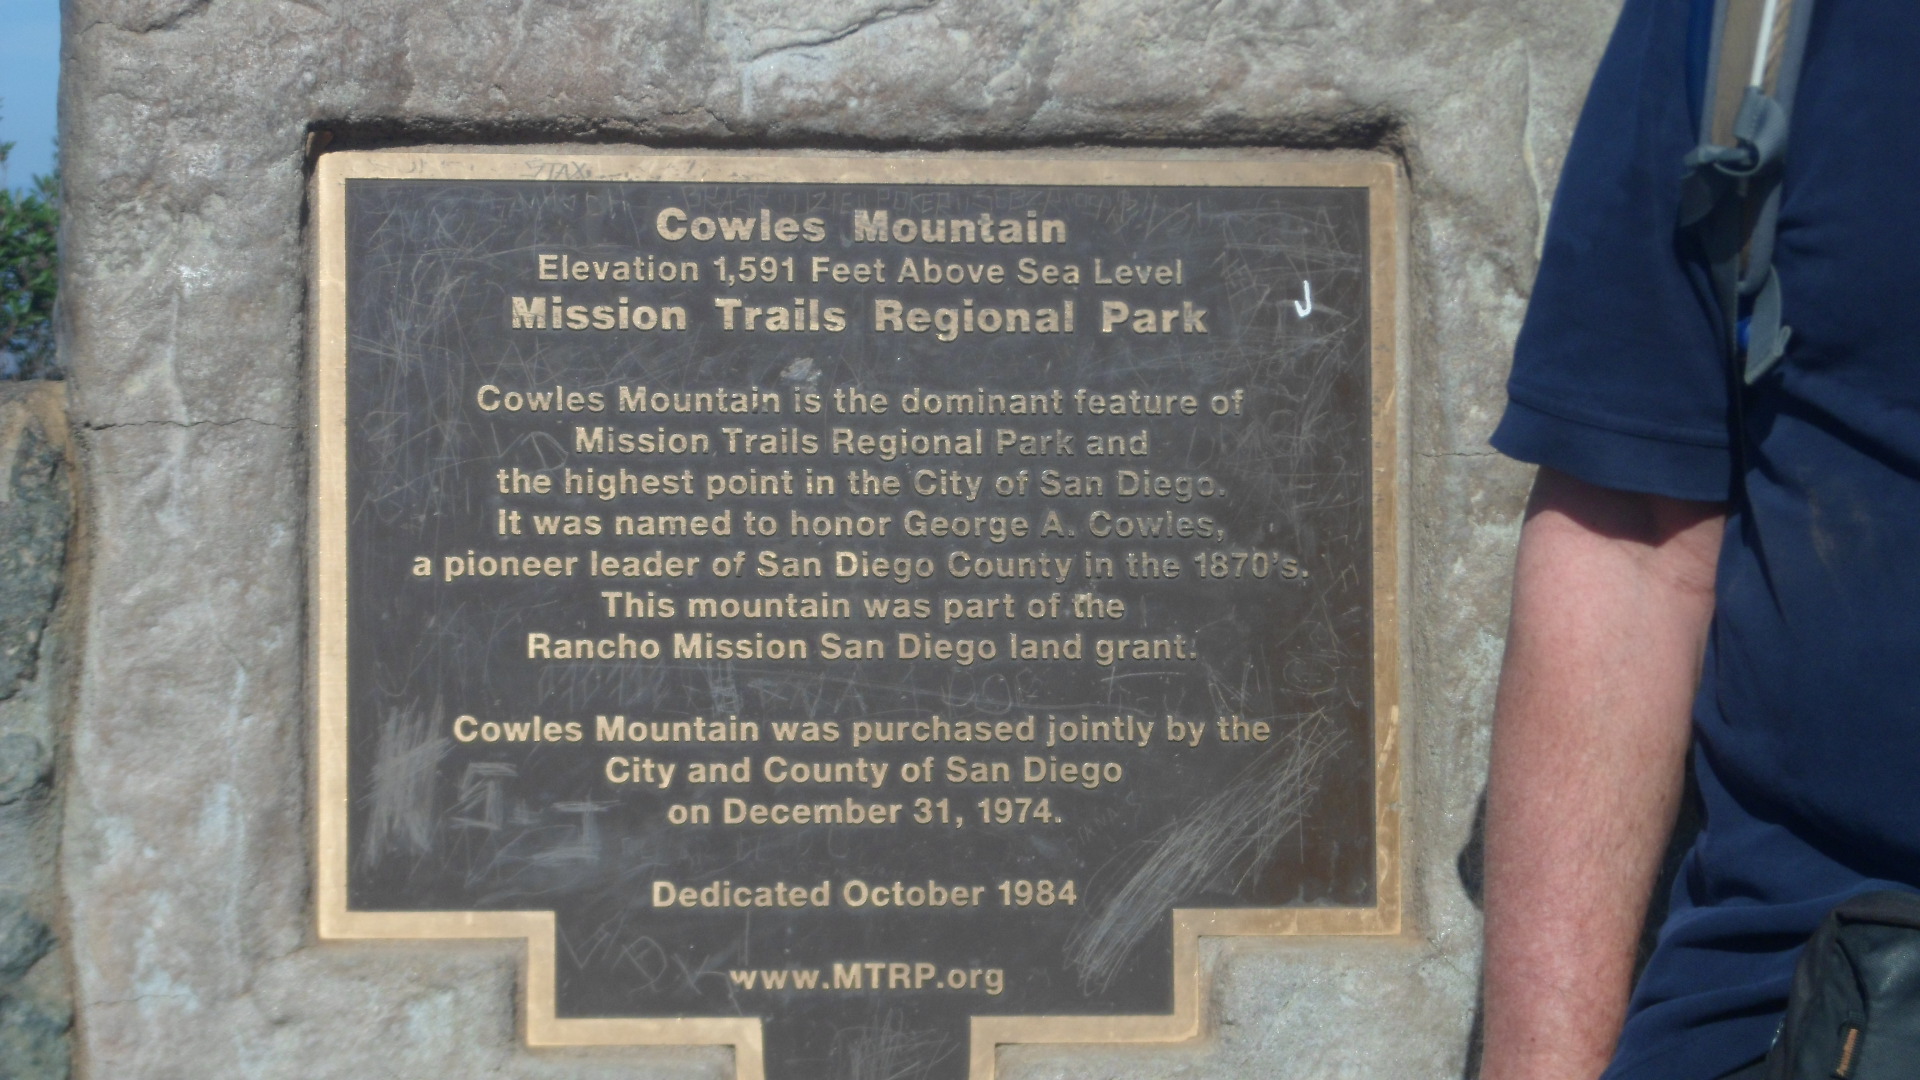 Cowles Mountain
Elevation 1,591 Feet Above Sea Level
Mission Trails Regional Park
Cowles Mountain is the dominant feature of
Mission Trails Regional Park and
the highest point in the City of San Diego.
It was named to honor George A. Cowles,
a pioneer leader of San Diego County in the 1870's.
This mountain was part of the
Rancho Mission San Diego land grant.
Cowles Mountain was purchased jointly by the
City and County of San Diego
on December 31, 1974.
Dedicated October 1984
www.MTRP.org